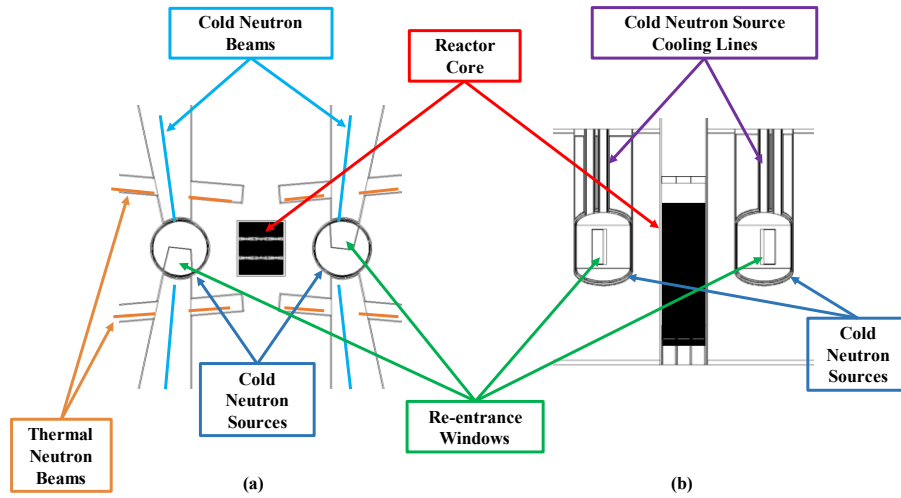 Cold Neutron
Beams
Reactor
Core
Cold Neutron Source
Cooling Lines
Thermal
Neutron
Beams
Cold
Neutron
Sources
Re-entrance
Windows
Cold
Neutron
Sources
(a)
(b)